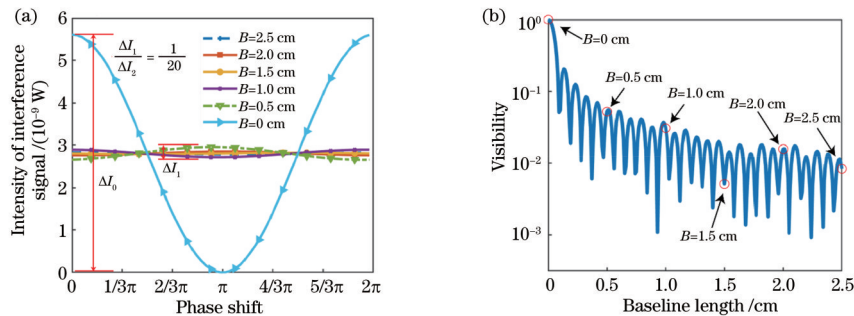 (a)
Intensity of interference
signal /(10⁻⁹ W)
6
5
4
3
2
1
0
ΔI₁
ΔI₂
=
1
20
B=2.5 cm
B=2.0 cm
B=1.5 cm
B=1.0 cm
B=0.5 cm
B=0 cm
ΔI₀
ΔI₁
0
1/3π
2/3π
π
4/3π
5/3π
2π
Phase shift
(b)
Visibility
10⁰
10⁻¹
10⁻²
10⁻³
B=0 cm
B=0.5 cm
B=1.0 cm
B=2.0 cm
B=2.5 cm
B=1.5 cm
0
0.5
1.0
1.5
2.0
2.5
Baseline length /cm